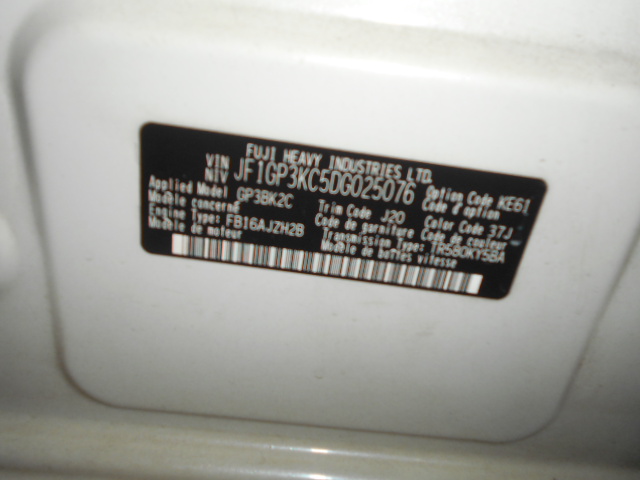 FUJI HEAVY INDUSTRIES LTD.
VIN
NIV JF1GP3KC5DG025076
Option Code KE61
Code d'option
Applied Model GP3BK2C
Modèle concerné
Trim Code J20
Code de garniture
Color Code 37J
Code de couleur
Engine Type: FB16AJZH2B
Modèle de moteur
Transmission Type: TR580KYSBA
Modèle de boîtes vitesse